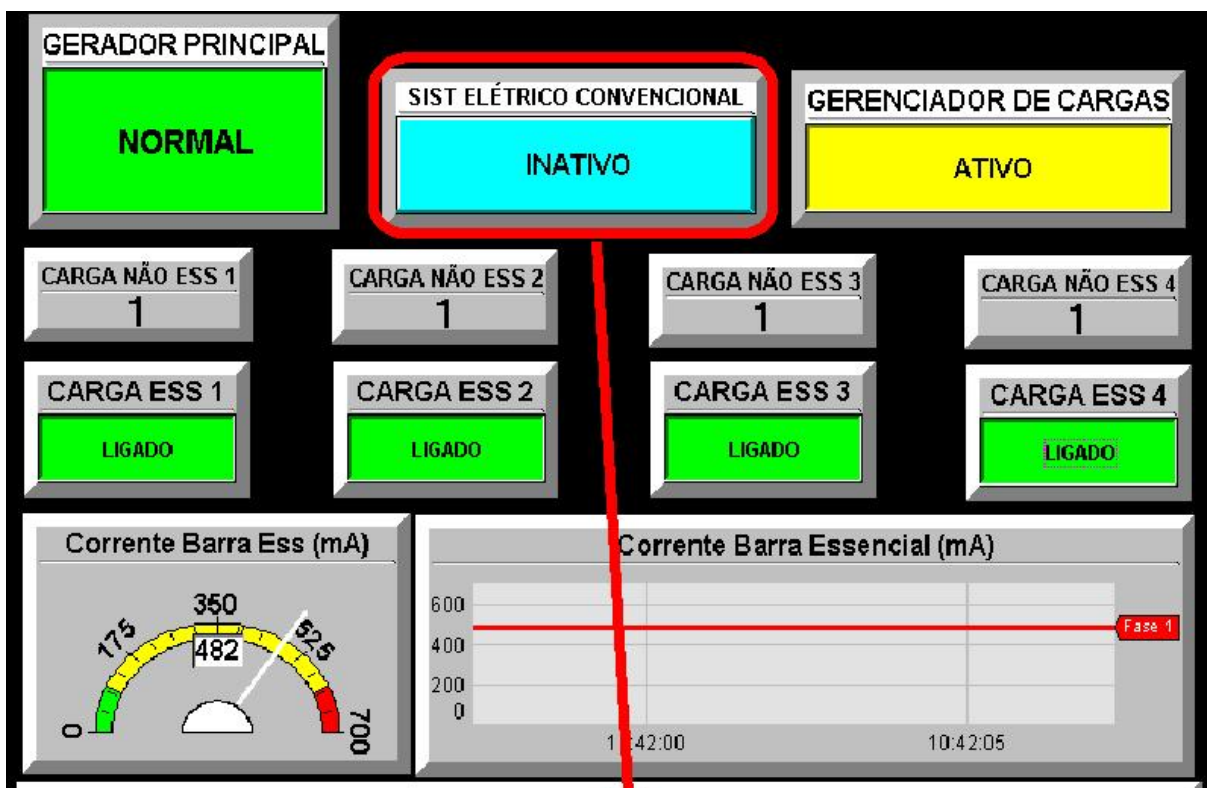 GERADOR PRINCIPAL
NORMAL
SIST ELÉTRICO CONVENCIONAL
INATIVO
GERENCIADOR DE CARGAS
ATIVO
CARGA NÃO ESS 1
1
CARGA NÃO ESS 2
1
CARGA NÃO ESS 3
1
CARGA NÃO ESS 4
1
CARGA ESS 1
LIGADO
CARGA ESS 2
LIGADO
CARGA ESS 3
LIGADO
CARGA ESS 4
LIGADO
Corrente Barra Ess (mA)
0
175
350
525
700
482
Corrente Barra Essencial (mA)
600
400
200
0
Fase 1
10:42:05